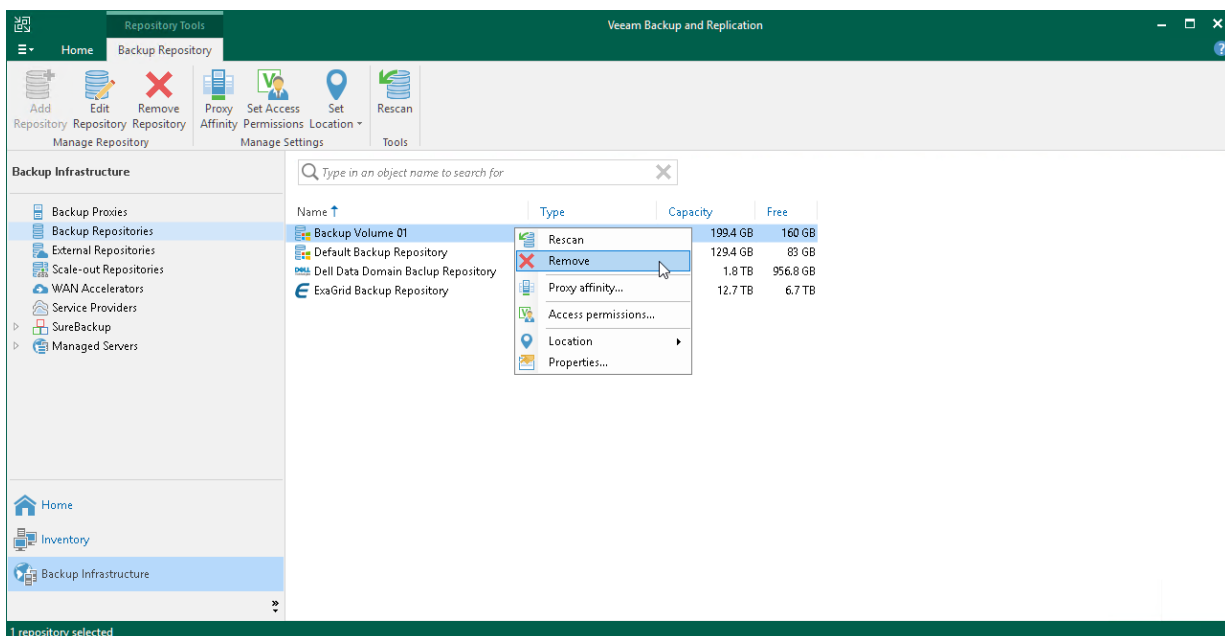 Repository Tools
Veeam Backup and Replication
Home Backup Repository
Add Repository
Edit Repository
Remove Repository
Proxy Affinity
Set Access Permissions
Set Location
Rescan
Manage Repository
Manage Settings
Tools
Backup Infrastructure
Backup Proxies
Backup Repositories
External Repositories
Scale-out Repositories
WAN Accelerators
Service Providers
SureBackup
Managed Servers
Home
Inventory
Backup Infrastructure
Type in an object name to search for
Name Type Capacity Free
Backup Volume 01 199.4 GB 160 GB
Default Backup Repository 129.4 GB 83 GB
DELL Dell Data Domain Baclup Repository 1.8 TB 956.8 GB
ExaGrid Backup Repository 12.7 TB 6.7 TB
Rescan
Remove
Proxy affinity...
Access permissions...
Location
Properties...
1 repository selected